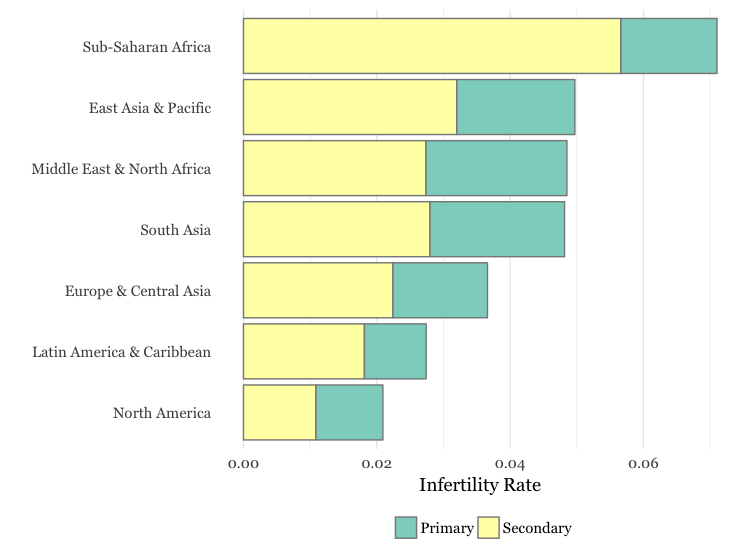 Sub-Saharan Africa
East Asia & Pacific
Middle East & North Africa
South Asia
Europe & Central Asia
Latin America & Caribbean
North America
0.00 0.02 0.04 0.06
Infertility Rate
Primary Secondary